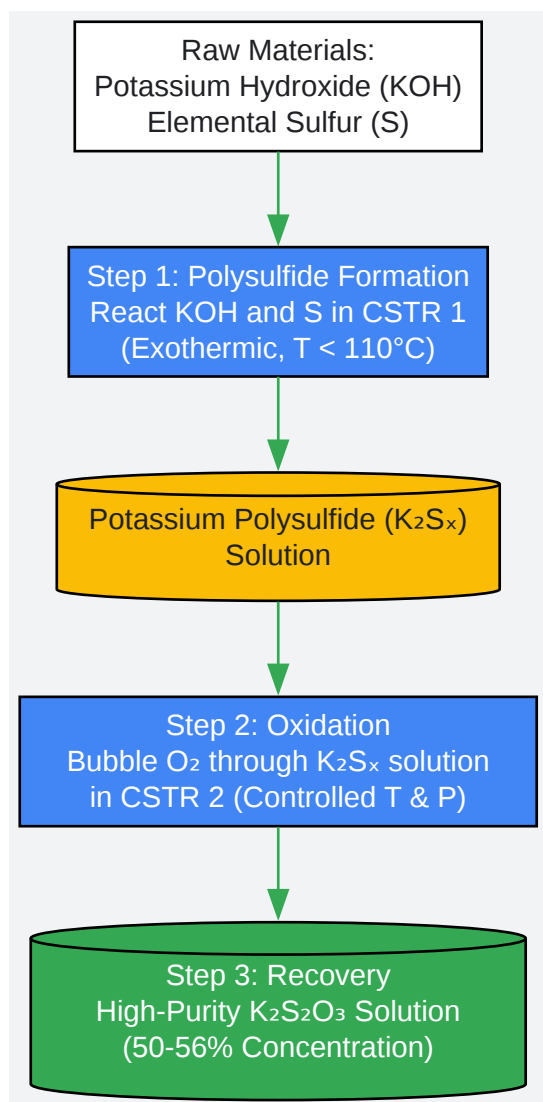 Raw Materials:
Potassium Hydroxide (KOH)
Elemental Sulfur (S)
Step 1: Polysulfide Formation
React KOH and S in CSTR 1
(Exothermic, T < 110°C)
Potassium Polysulfide (K₂Sₓ)
Solution
Step 2: Oxidation
Bubble O₂ through K₂Sₓ solution
in CSTR 2 (Controlled T & P)
Step 3: Recovery
High-Purity K₂S₂O₃ Solution
(50-56% Concentration)